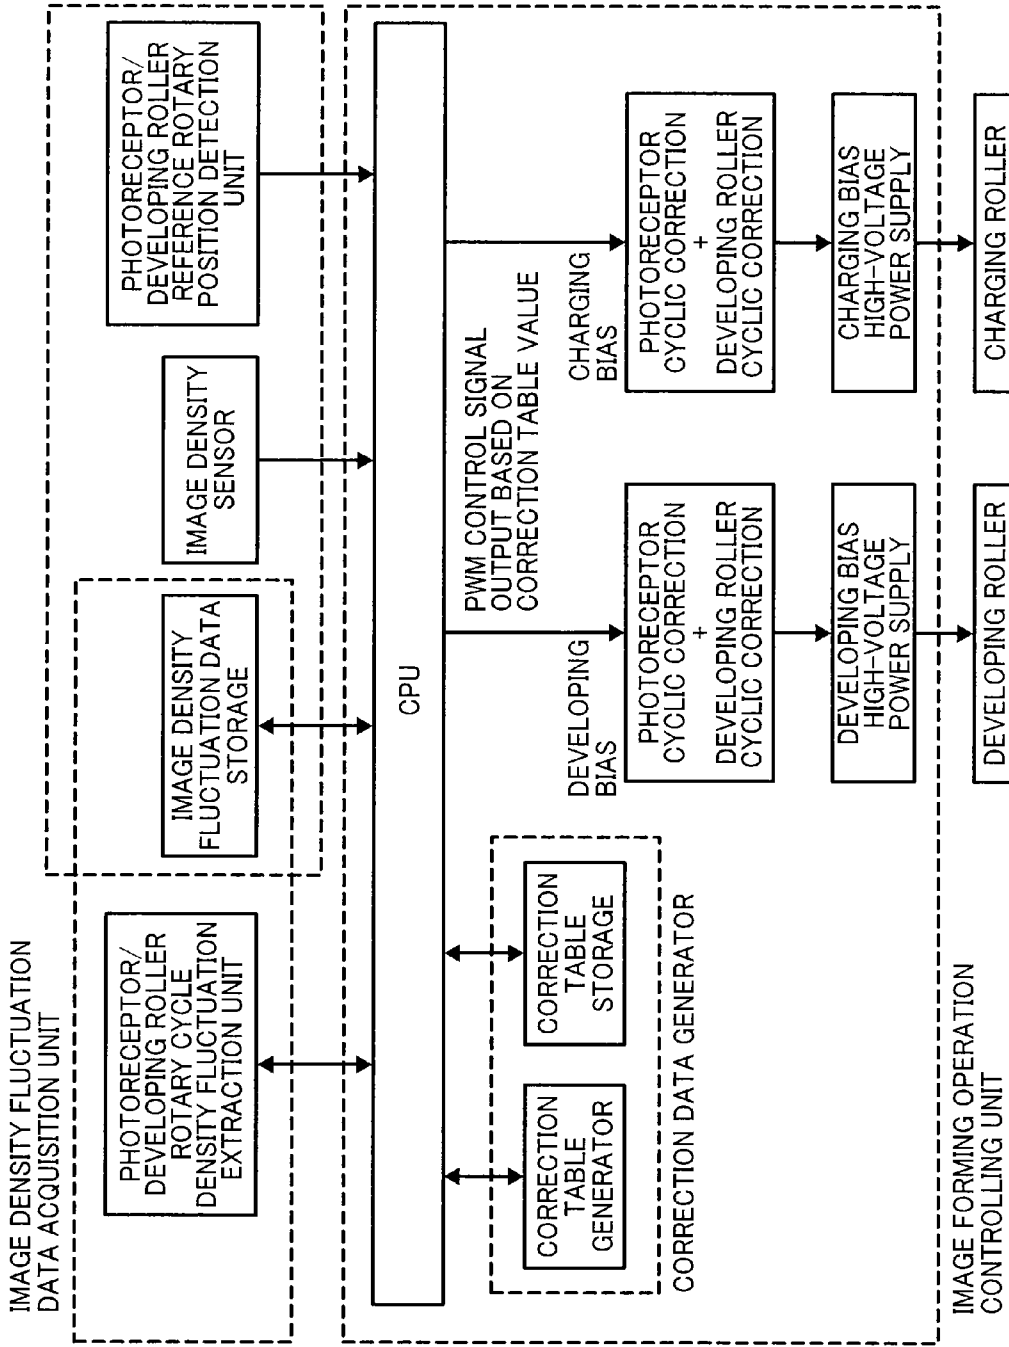 IMAGE DENSITY FLUCTUATION
DATA ACQUISITION UNIT
PHOTORECEPTOR/
DEVELOPING ROLLER
ROTARY CYCLE
DENSITY FLUCTUATION
EXTRACTION UNIT
IMAGE DENSITY
FLUCTUATION DATA
STORAGE
IMAGE DENSITY
SENSOR
PHOTORECEPTOR/
DEVELOPING ROLLER
REFERENCE ROTARY
POSITION DETECTION
UNIT
CPU
CORRECTION
TABLE
GENERATOR
CORRECTION
TABLE
STORAGE
CORRECTION DATA GENERATOR
PWM CONTROL SIGNAL
OUTPUT BASED ON
CORRECTION TABLE VALUE
DEVELOPING
BIAS
CHARGING
BIAS
PHOTORECEPTOR
CYCLIC CORRECTION
+
DEVELOPING ROLLER
CYCLIC CORRECTION
PHOTORECEPTOR
CYCLIC CORRECTION
+
DEVELOPING ROLLER
CYCLIC CORRECTION
DEVELOPING BIAS
HIGH-VOLTAGE
POWER SUPPLY
CHARGING BIAS
HIGH-VOLTAGE
POWER SUPPLY
IMAGE FORMING OPERATION
CONTROLLING UNIT
DEVELOPING ROLLER
CHARGING ROLLER